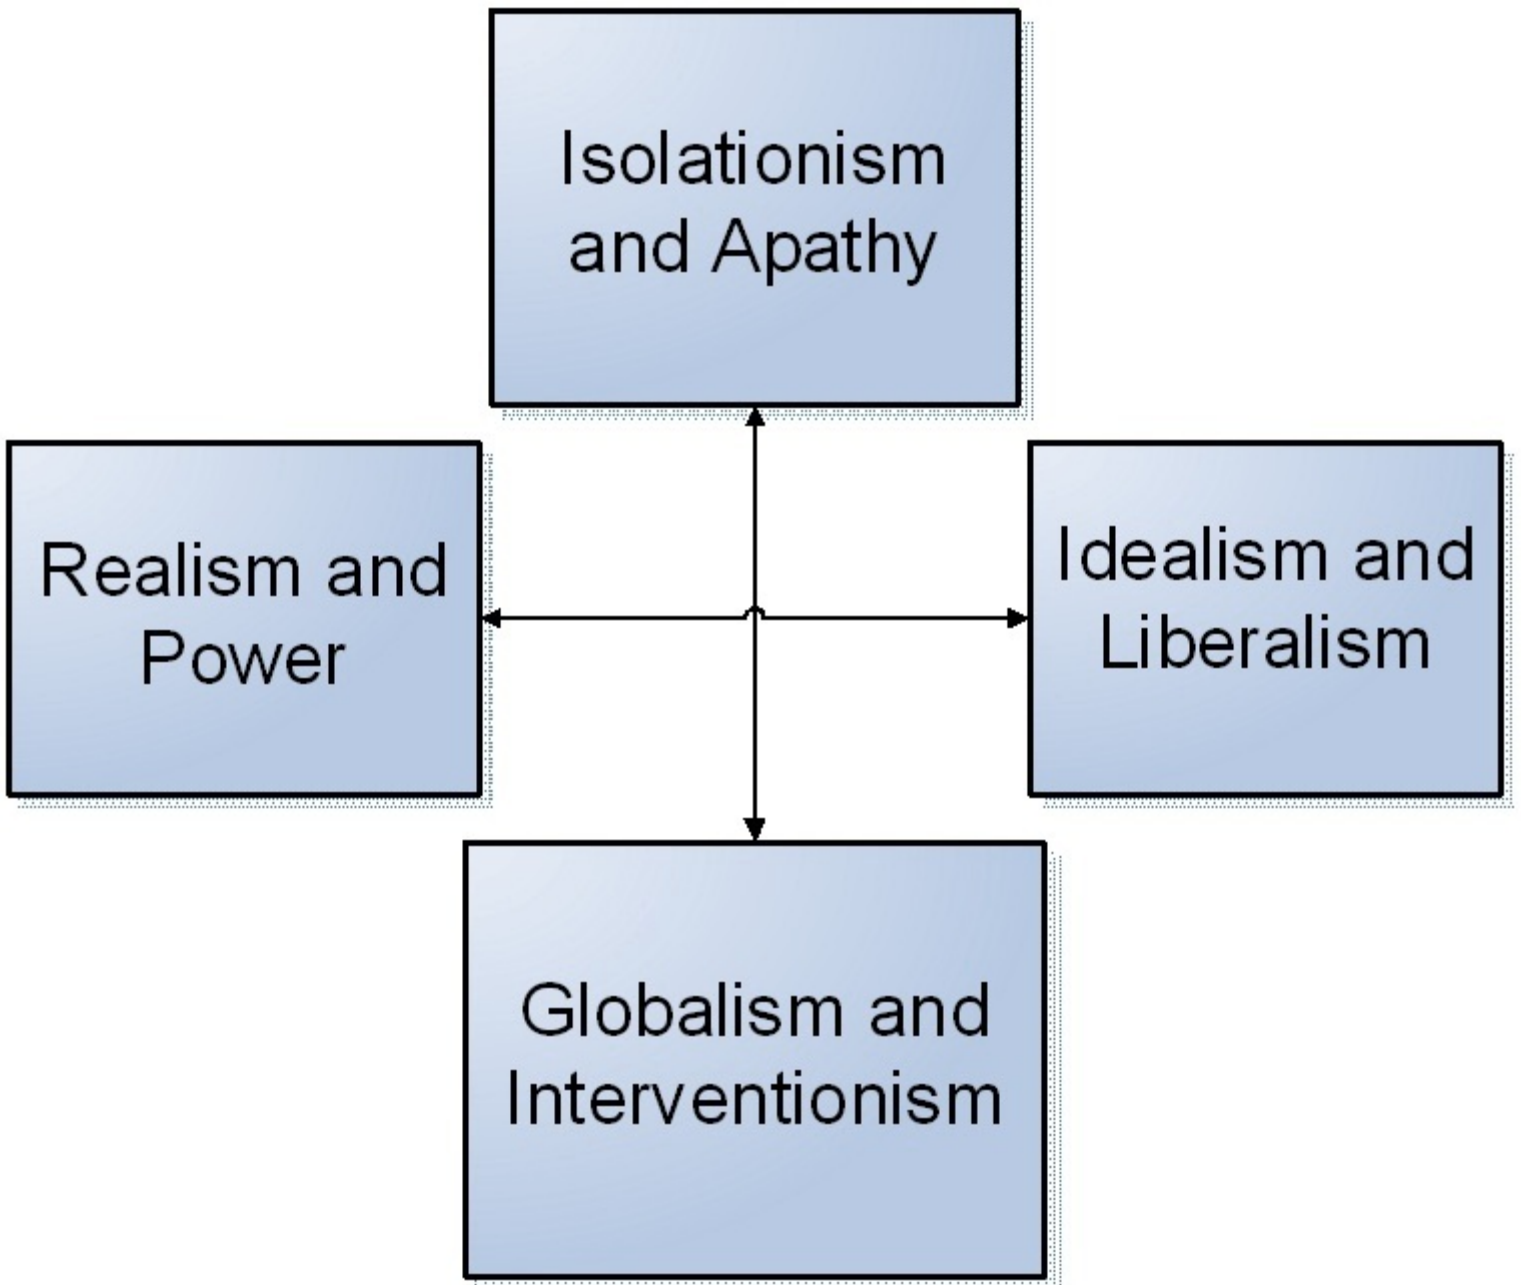 Isolationism
and Apathy
Realism and
Power
Idealism and
Liberalism
Globalism and
Interventionism